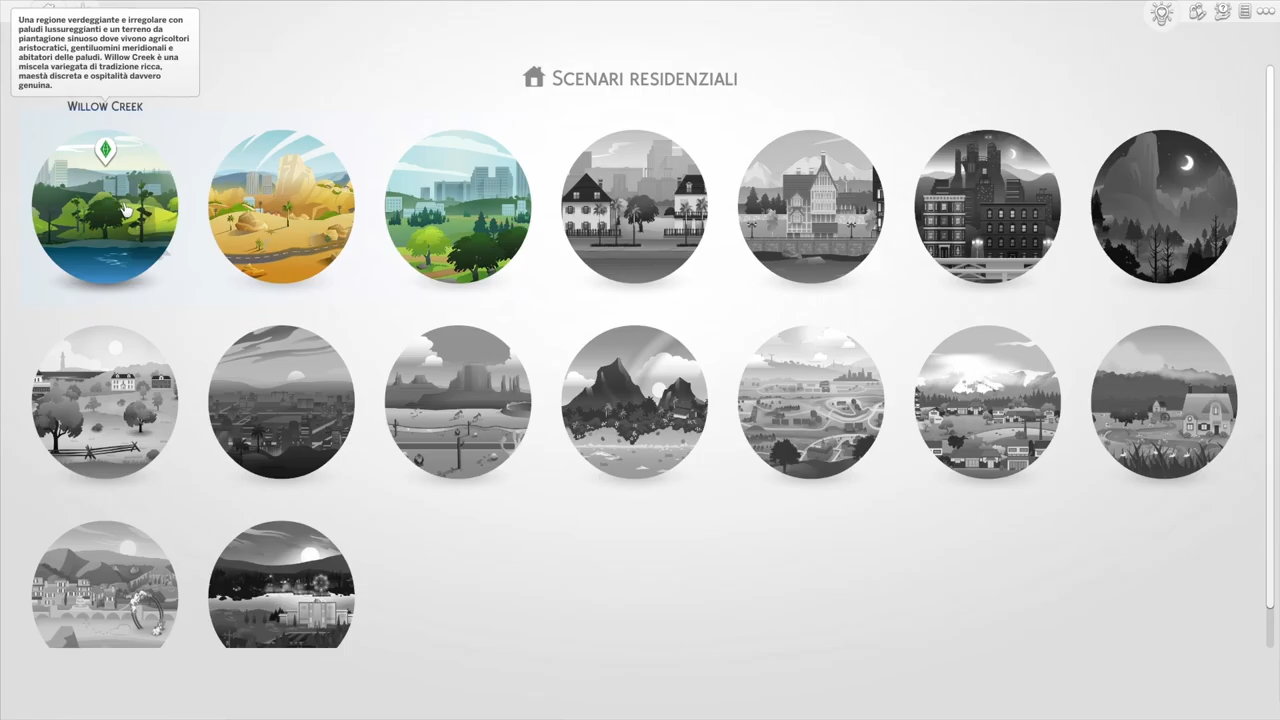 Una regione verdeggiante e irregolare con
paludi lussureggianti e un terreno da
piantagione sinuoso dove vivono agricoltori
aristocratici, gentiluomini meridionali e
abitatori delle paludi. Willow Creek è una
miscela variegata di tradizione ricca,
maestà discreta e ospitalità davvero
genuina.
Scenari residenziali
Willow Creek